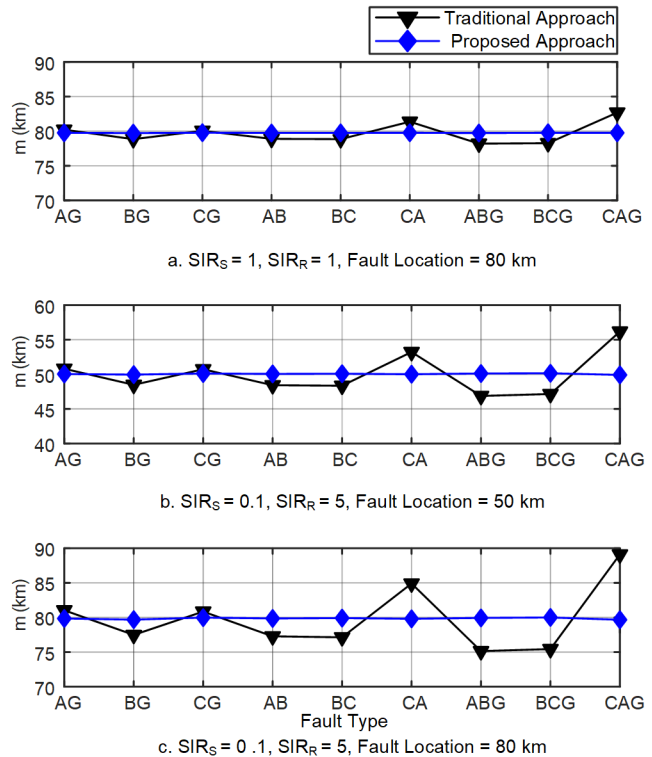 Traditional Approach
Proposed Approach
90
85
80
75
70
m (km)
AG BG CG AB BC CA ABG BCG CAG
a. SIRS = 1, SIRR = 1, Fault Location = 80 km
60
55
50
45
40
m (km)
AG BG CG AB BC CA ABG BCG CAG
b. SIRS = 0.1, SIRR = 5, Fault Location = 50 km
90
85
80
75
70
m (km)
AG BG CG AB BC CA ABG BCG CAG
Fault Type
c. SIRS = 0 .1, SIRR = 5, Fault Location = 80 km